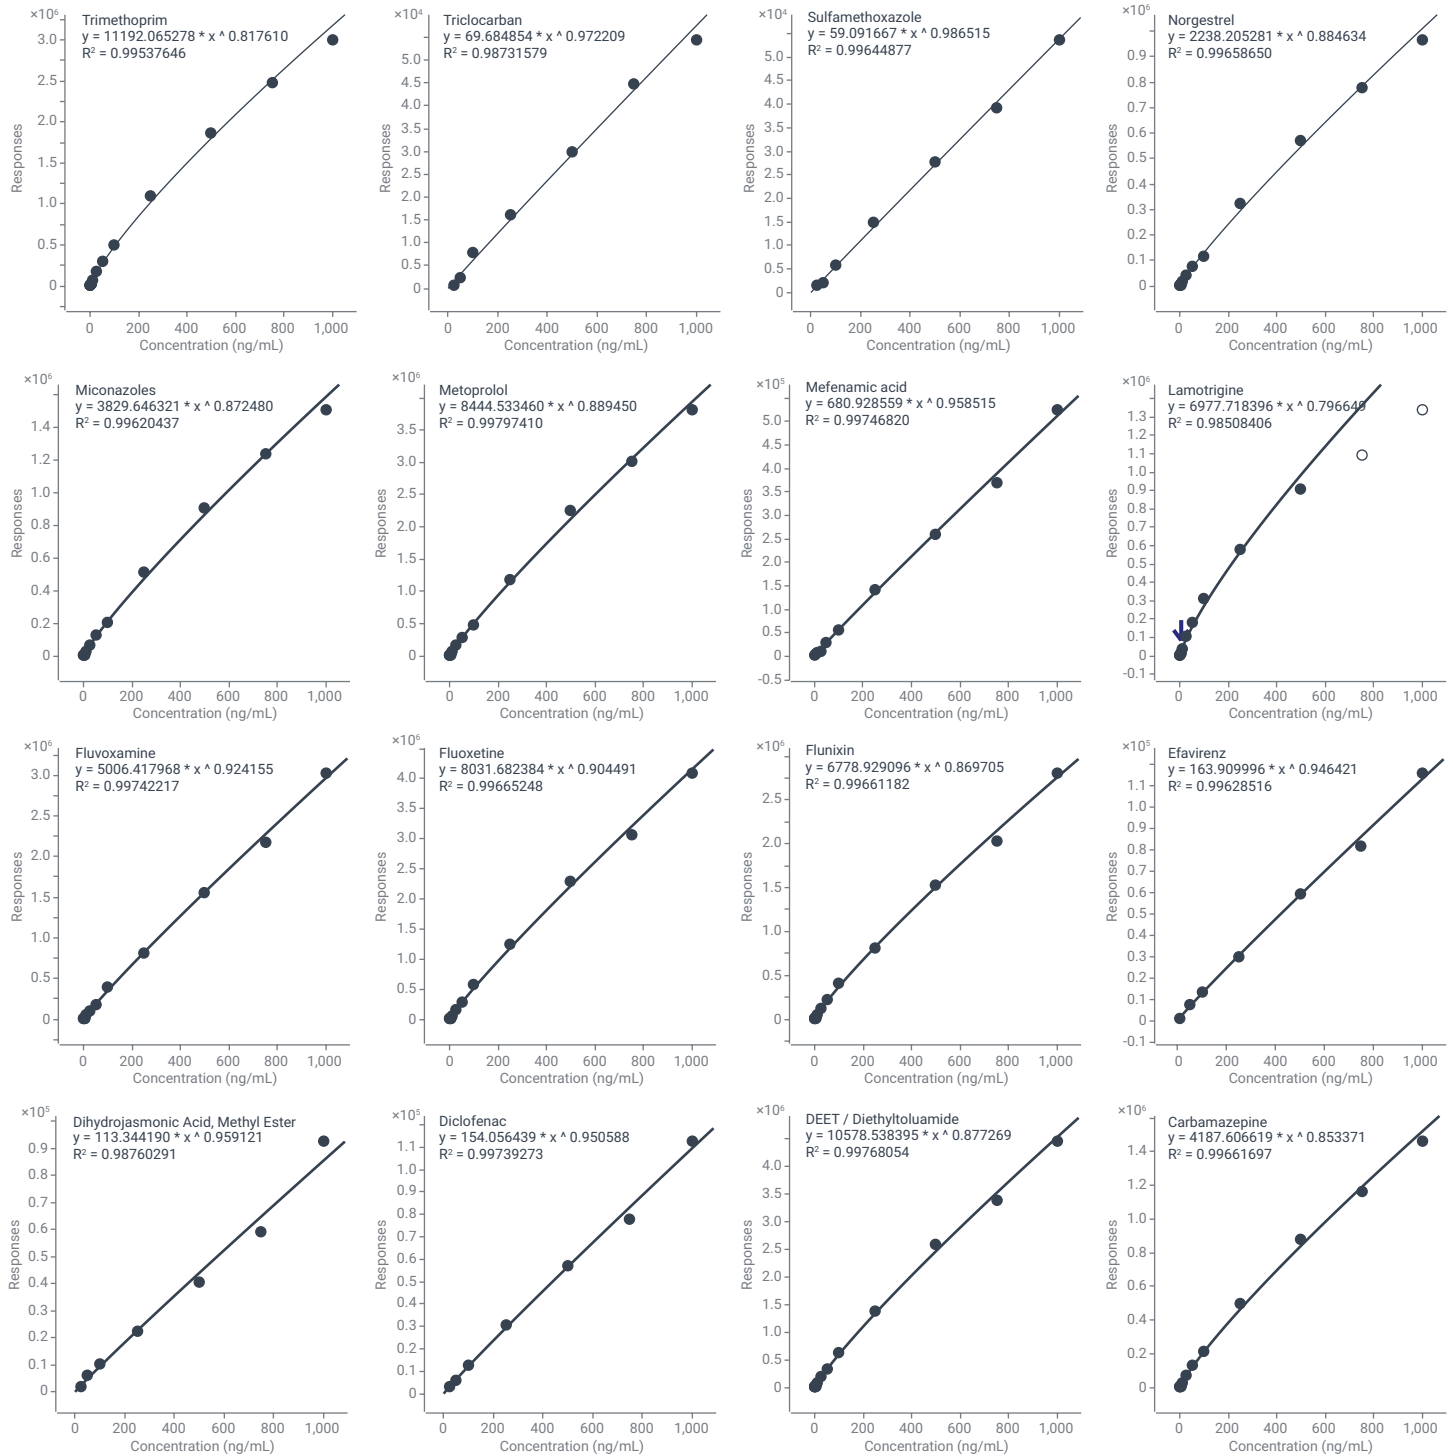 ×10⁶
Trimethoprim
y = 11192.065278 * x ^ 0.817610
R² = 0.99537646
3.0
2.5
2.0
1.5
1.0
0.5
0
Responses
0 200 400 600 800 1,000
Concentration (ng/mL)
×10⁴
Triclocarban
y = 69.684854 * x ^ 0.972209
R² = 0.98731579
5.0
4.0
3.5
3.0
2.5
2.0
1.5
1.0
0.5
0
Responses
0 200 400 600 800 1,000
Concentration (ng/mL)
×10⁴
Sulfamethoxazole
y = 59.091667 * x ^ 0.986515
R² = 0.99644877
5.0
4.0
3.5
3.0
2.5
2.0
1.5
1.0
0.5
0
Responses
0 200 400 600 800 1,000
Concentration (ng/mL)
×10⁶
Norgestrel
y = 2238.205281 * x ^ 0.884634
R² = 0.99658650
0.9
0.8
0.7
0.6
0.5
0.4
0.3
0.2
0.1
0
Responses
0 200 400 600 800 1,000
Concentration (ng/mL)
×10⁶
Miconazoles
y = 3829.646321 * x ^ 0.872480
R² = 0.99620437
1.4
1.2
1.0
0.8
0.6
0.4
0.2
0
Responses
0 200 400 600 800 1,000
Concentration (ng/mL)
×10⁶
Metoprolol
y = 8444.533460 * x ^ 0.889450
R² = 0.99797410
3.5
3.0
2.5
2.0
1.5
1.0
0.5
0
Responses
0 200 400 600 800 1,000
Concentration (ng/mL)
×10⁵
Mefenamic acid
y = 680.928559 * x ^ 0.958515
R² = 0.99746820
5.0
4.5
4.0
3.5
3.0
2.5
2.0
1.5
1.0
0.5
0
-0.5
Responses
0 200 400 600 800 1,000
Concentration (ng/mL)
×10⁶
Lamotrigine
y = 6977.718396 * x ^ 0.796649
R² = 0.98508406
1.3
1.2
1.1
1.0
0.9
0.8
0.7
0.6
0.5
0.4
0.3
0.2
0.1
0
-0.1
Responses
0 200 400 600 800 1,000
Concentration (ng/mL)
×10⁶
Fluvoxamine
y = 5006.417968 * x ^ 0.924155
R² = 0.99742217
3.0
2.0
1.5
1.0
0.5
0
Responses
0 200 400 600 800 1,000
Concentration (ng/mL)
×10⁶
Fluoxetine
y = 8031.682384 * x ^ 0.904491
R² = 0.99665248
4.0
3.5
3.0
2.5
2.0
1.5
1.0
0.5
0
Responses
0 200 400 600 800 1,000
Concentration (ng/mL)
×10⁶
Flunixin
y = 6778.929096 * x ^ 0.869705
R² = 0.99661182
2.5
2.0
1.5
1.0
0.5
0
Responses
0 200 400 600 800 1,000
Concentration (ng/mL)
×10⁵
Efavirenz
y = 163.909996 * x ^ 0.946421
R² = 0.99628516
1.1
1.0
0.9
0.8
0.7
0.6
0.5
0.4
0.3
0.2
0.1
0
-0.1
Responses
0 200 400 600 800 1,000
Concentration (ng/mL)
×10⁵
Dihydrojasmonic Acid, Methyl Ester
y = 113.344190 * x ^ 0.959121
R² = 0.98760291
0.9
0.8
0.7
0.6
0.5
0.4
0.3
0.2
0.1
0
Responses
0 200 400 600 800 1,000
Concentration (ng/mL)
×10⁵
Diclofenac
y = 154.056439 * x ^ 0.950588
R² = 0.99739273
1.1
1.0
0.9
0.8
0.7
0.6
0.5
0.4
0.3
0.2
0.1
0
Responses
0 200 400 600 800 1,000
Concentration (ng/mL)
×10⁶
DEET / Diethyltoluamide
y = 10578.538395 * x ^ 0.877269
R² = 0.99768054
4.0
3.5
3.0
2.5
2.0
1.5
1.0
0.5
0
Responses
0 200 400 600 800 1,000
Concentration (ng/mL)
×10⁶
Carbamazepine
y = 4187.606619 * x ^ 0.853371
R² = 0.99661697
1.4
1.2
1.0
0.8
0.6
0.4
0.2
0
Responses
0 200 400 600 800 1,000
Concentration (ng/mL)